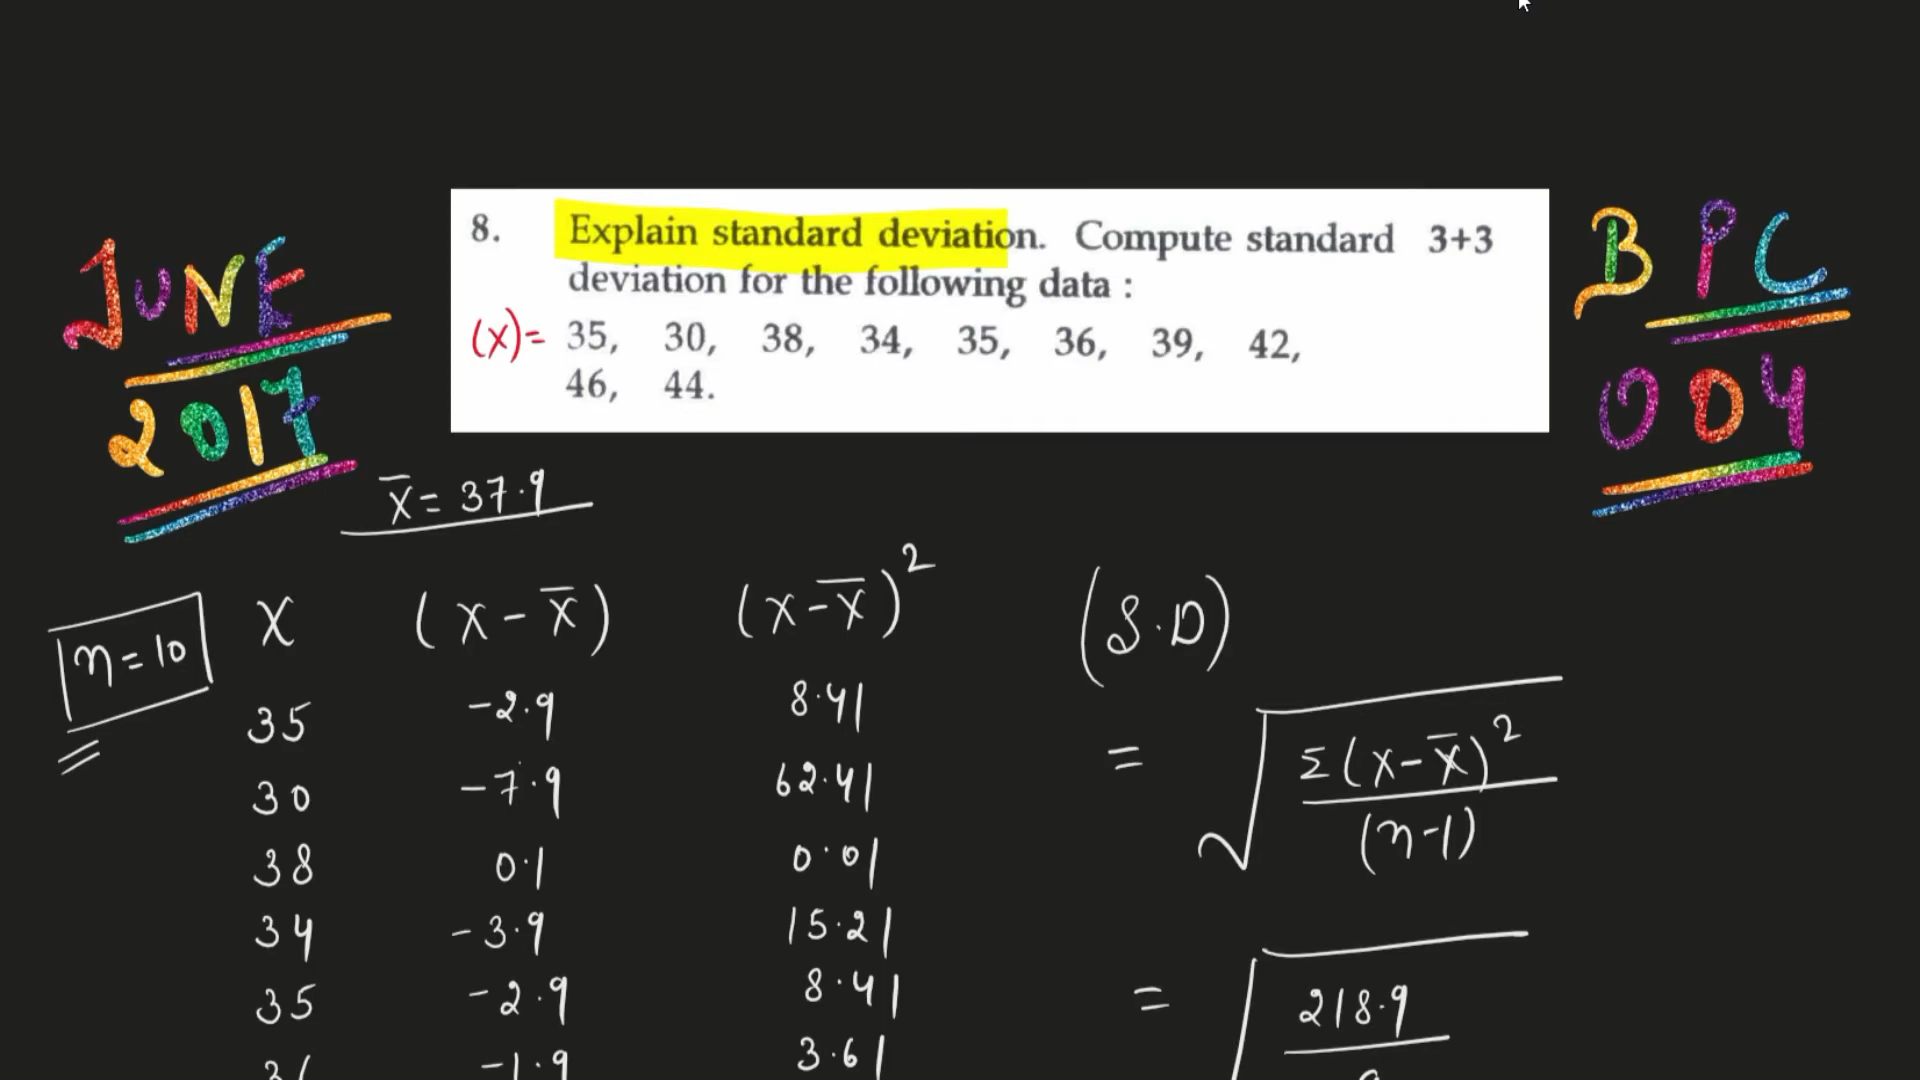 8. Explain standard deviation. Compute standard 3+3
deviation for the following data :
(x)= 35, 30, 38, 34, 35, 36, 39, 42,
46, 44.
JUNE
2017
BPC
004
x̅ = 37.9
n=10
X (x - x̅) (x-x̅)²
35 -2.9 8.41
30 -7.9 62.41
38 0.1 0.01
34 -3.9 15.21
35 -2.9 8.41
-1.9 3.61
(S.D)
= √ Σ(x-x̅)²
(n-1)
= √ 218.9